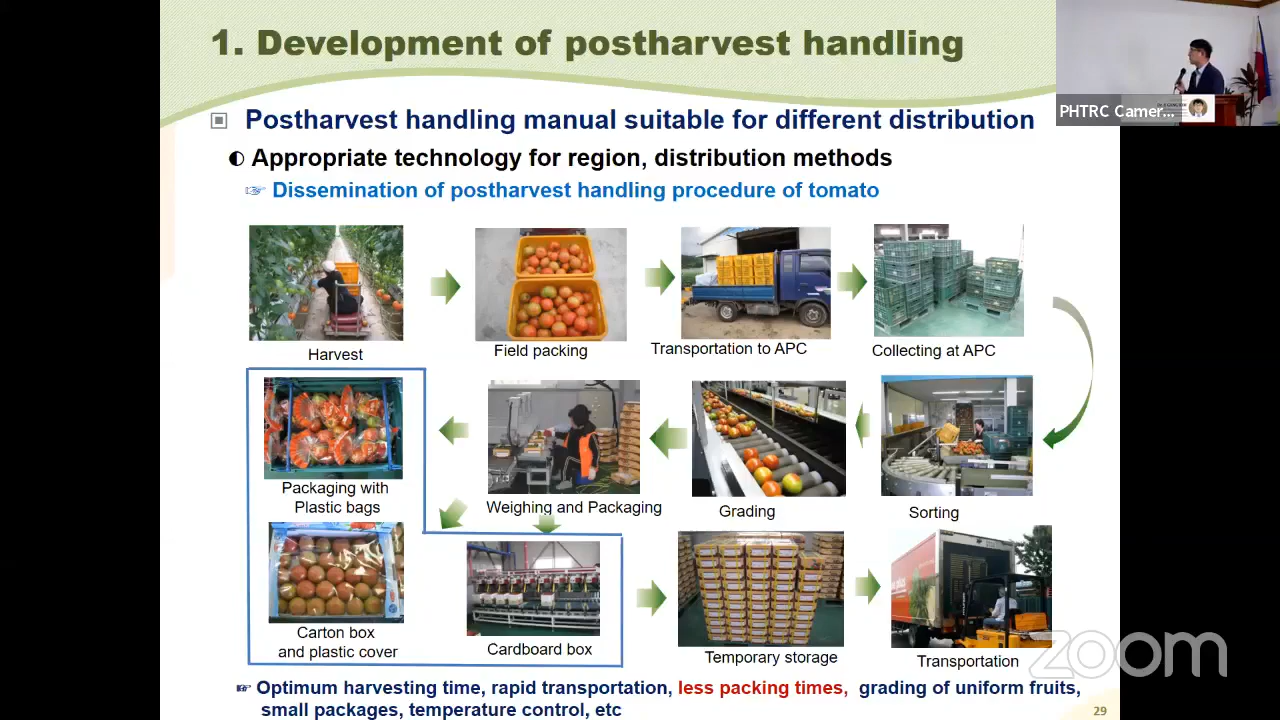 1. Development of postharvest handling
PHTRC Camer...
Postharvest handling manual suitable for different distribution
Appropriate technology for region, distribution methods
Dissemination of postharvest handling procedure of tomato
Harvest
Field packing
Transportation to APC
Collecting at APC
Packaging with
Plastic bags
Weighing and Packaging
Grading
Sorting
Carton box
and plastic cover
Cardboard box
Temporary storage
Transportation
zoom
Optimum harvesting time, rapid transportation, less packing times, grading of uniform fruits,
small packages, temperature control, etc
29